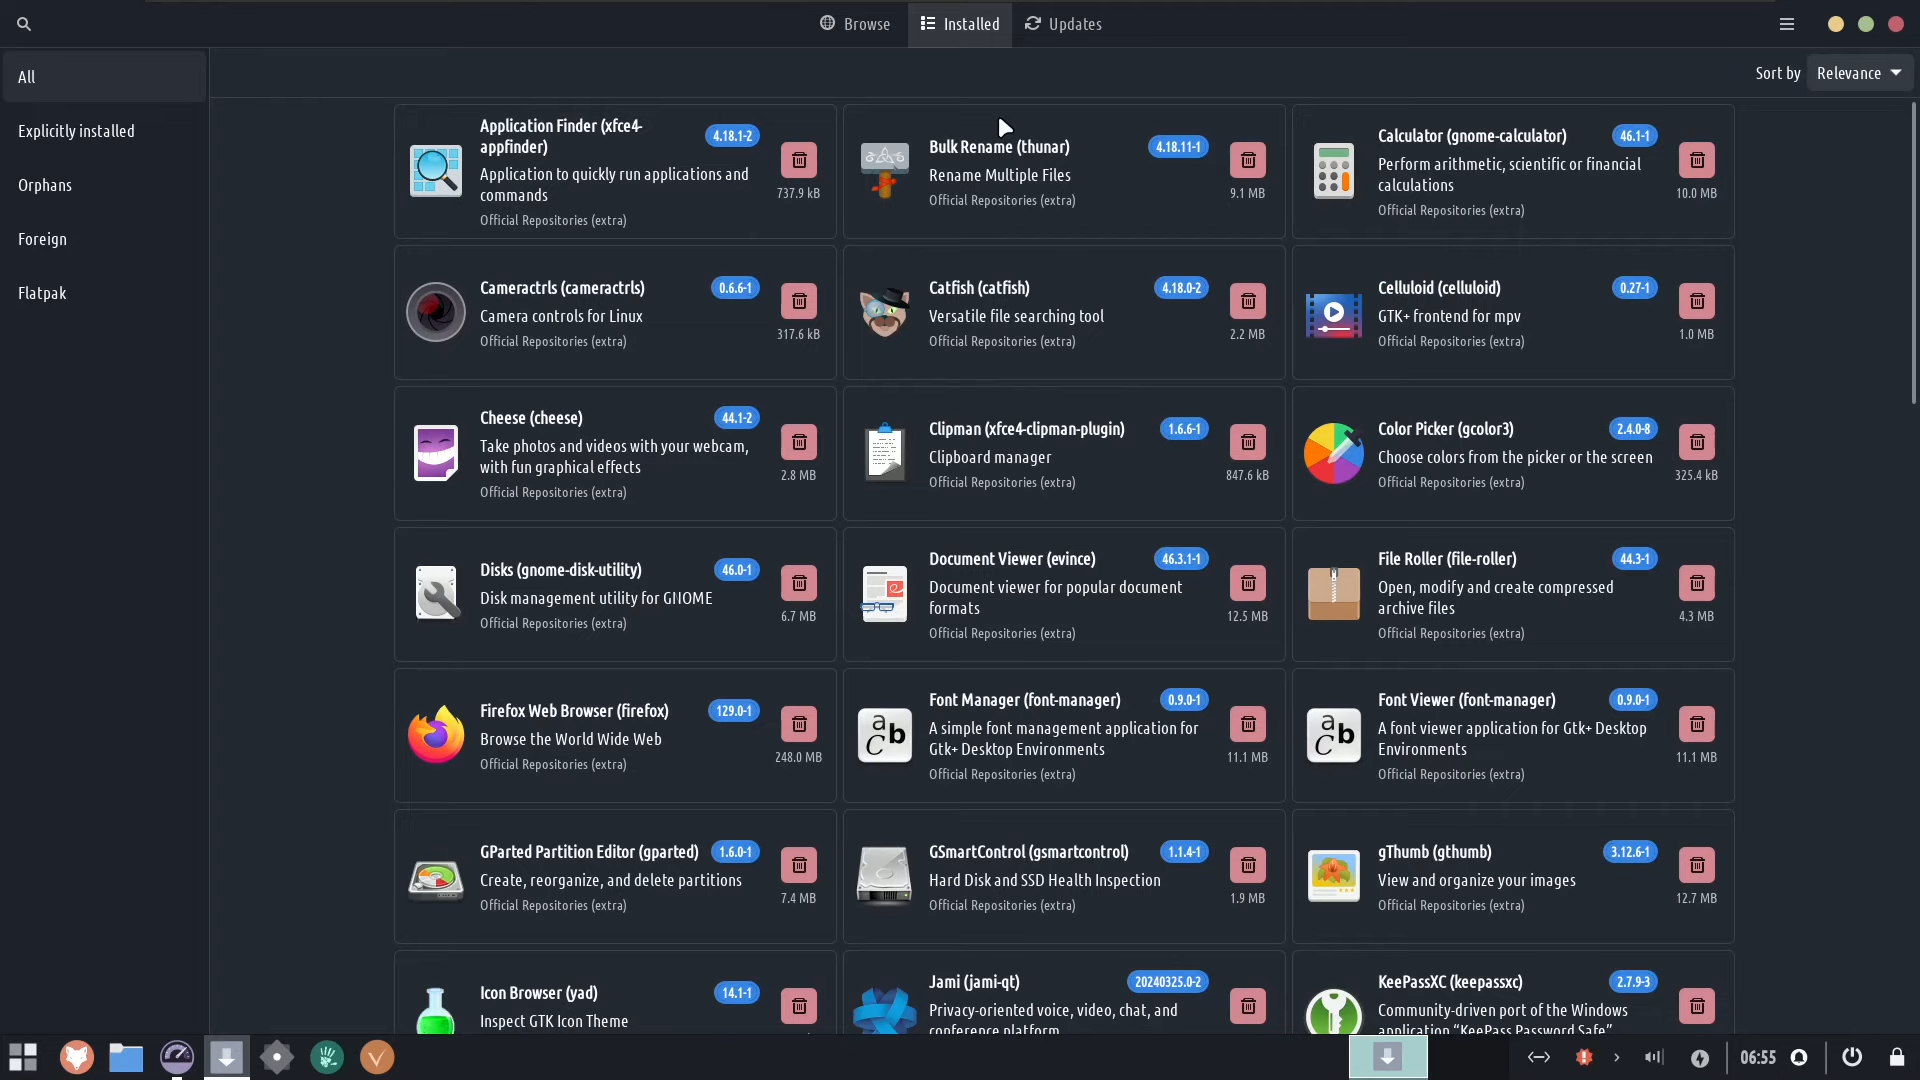 Browse
Installed
Updates
All
Explicitly installed
Orphans
Foreign
Flatpak
Sort by
Relevance
Application Finder (xfce4-
appfinder)
4.18.1-2
Application to quickly run applications and
commands
737.9 kB
Official Repositories (extra)
Bulk Rename (thunar)
4.18.11-1
Rename Multiple Files
9.1 MB
Official Repositories (extra)
Calculator (gnome-calculator)
46.1-1
Perform arithmetic, scientific or financial
calculations
10.0 MB
Official Repositories (extra)
Cameractrls (cameractrls)
0.6.6-1
Camera controls for Linux
317.6 kB
Official Repositories (extra)
Catfish (catfish)
4.18.0-2
Versatile file searching tool
2.2 MB
Official Repositories (extra)
Celluloid (celluloid)
0.27-1
GTK+ frontend for mpv
1.0 MB
Official Repositories (extra)
Cheese (cheese)
44.1-2
Take photos and videos with your webcam,
with fun graphical effects
2.8 MB
Official Repositories (extra)
Clipman (xfce4-clipman-plugin)
1.6.6-1
Clipboard manager
847.6 kB
Official Repositories (extra)
Color Picker (gcolor3)
2.4.0-8
Choose colors from the picker or the screen
325.4 kB
Official Repositories (extra)
Disks (gnome-disk-utility)
46.0-1
Disk management utility for GNOME
6.7 MB
Official Repositories (extra)
Document Viewer (evince)
46.3.1-1
Document viewer for popular document
formats
12.5 MB
Official Repositories (extra)
File Roller (file-roller)
44.3-1
Open, modify and create compressed
archive files
4.3 MB
Official Repositories (extra)
Firefox Web Browser (firefox)
129.0-1
Browse the World Wide Web
248.0 MB
Official Repositories (extra)
a
C b
Font Manager (font-manager)
0.9.0-1
A simple font management application for
Gtk+ Desktop Environments
11.1 MB
Official Repositories (extra)
a
C b
Font Viewer (font-manager)
0.9.0-1
A font viewer application for Gtk+ Desktop
Environments
11.1 MB
Official Repositories (extra)
GParted Partition Editor (gparted)
1.6.0-1
Create, reorganize, and delete partitions
7.4 MB
Official Repositories (extra)
GSmartControl (gsmartcontrol)
1.1.4-1
Hard Disk and SSD Health Inspection
1.9 MB
Official Repositories (extra)
gThumb (gthumb)
3.12.6-1
View and organize your images
12.7 MB
Official Repositories (extra)
Icon Browser (yad)
14.1-1
Inspect GTK Icon Theme
Jami (jami-qt)
20240325.0-2
Privacy-oriented voice, video, chat, and
conference platform
KeePassXC (keepassxc)
2.7.9-3
Community-driven port of the Windows
application “KeePass Password Safe”
06:55